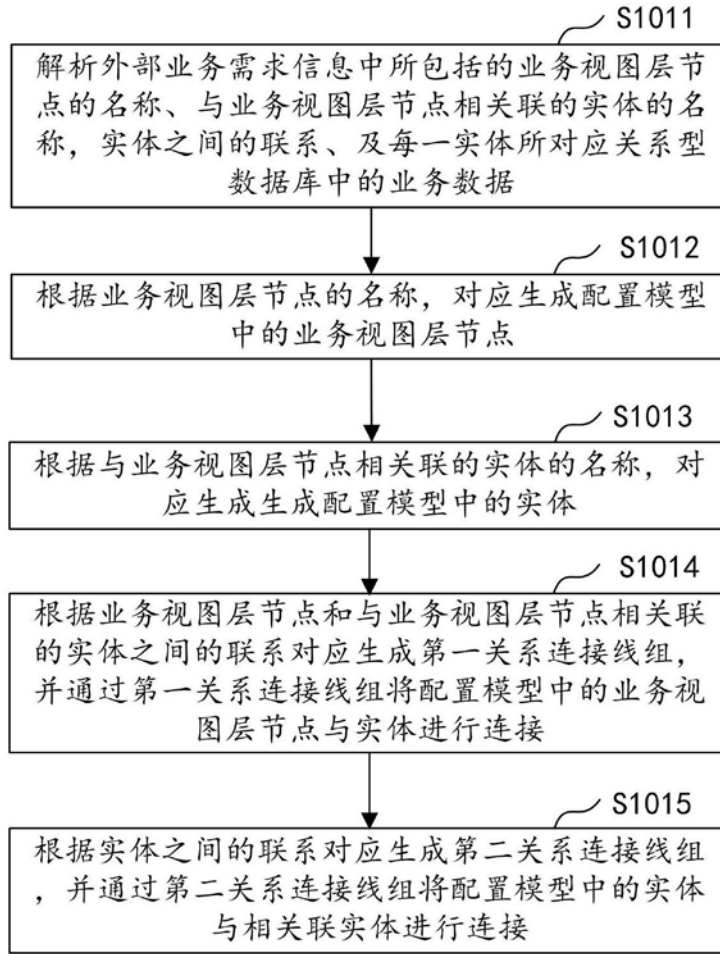 S1011
解析外部业务需求信息中所包括的业务视图层节
点的名称、与业务视图层节点相关联的实体的名
称，实体之间的联系、及每一实体所对应关系型
数据库中的业务数据
S1012
根据业务视图层节点的名称，对应生成配置模型
中的业务视图层节点
S1013
根据与业务视图层节点相关联的实体的名称，对
应生成生成配置模型中的实体
S1014
根据业务视图层节点和与业务视图层节点相关联
的实体之间的联系对应生成第一关系连接线组，
并通过第一关系连接线组将配置模型中的业务视
图层节点与实体进行连接
S1015
根据实体之间的联系对应生成第二关系连接线组
，并通过第二关系连接线组将配置模型中的实体
与相关联实体进行连接